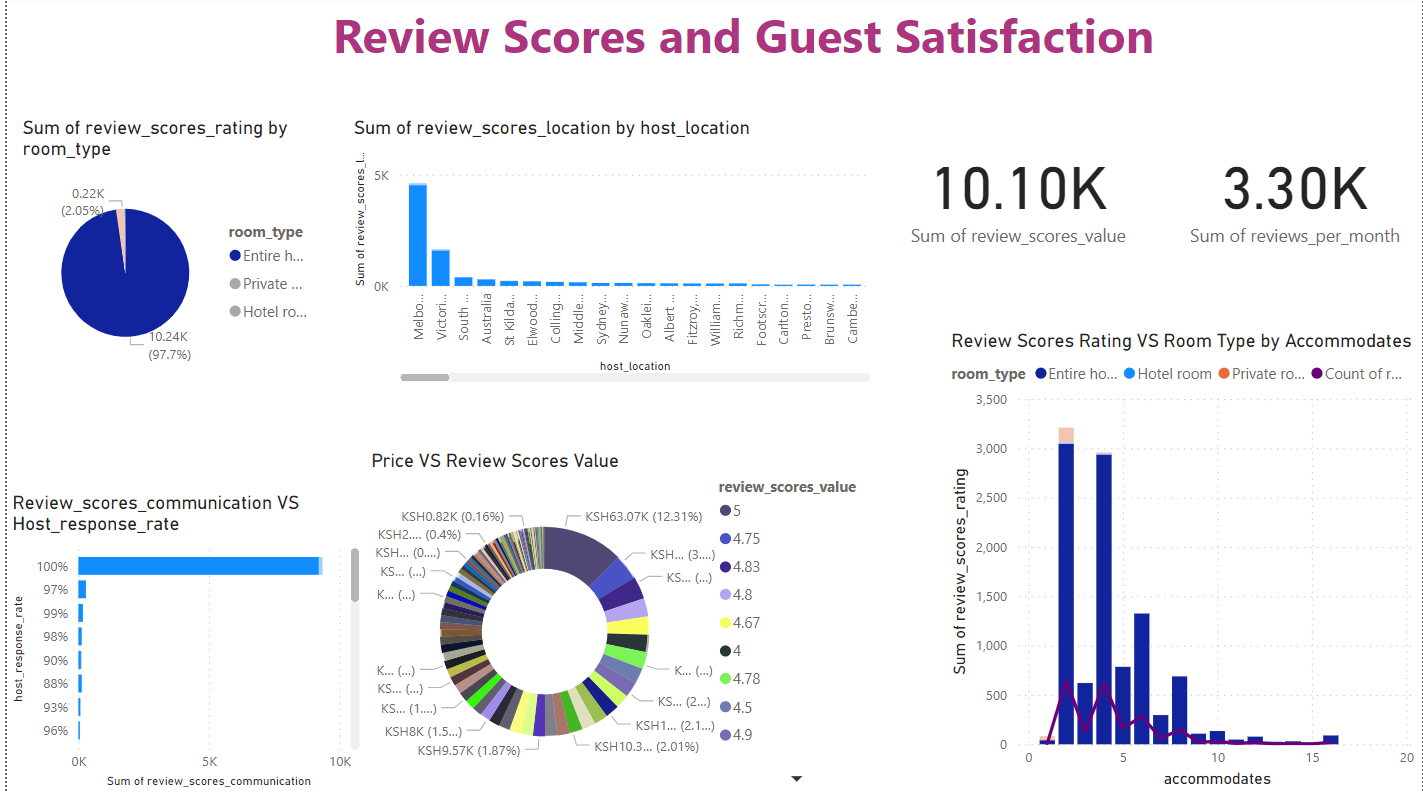 Review Scores and Guest Satisfaction
Sum of review_scores_rating by
room_type
0.22K
(2.05%)
10.24K
(97.7%)
room_type
Entire h...
Private ...
Hotel ro...
Sum of review_scores_location by host_location
Sum of review_scores_l...
5K
0K
Melbo...
Victori...
South ...
Australia
St Kilda...
Elwood...
Colling...
Middle...
Sydney...
Nunaw...
Oaklei...
Albert ...
Fitzroy,...
William...
Richm...
Footscr...
Carlton...
Presto...
Brunsw...
Cambe...
host_location
10.10K
Sum of review_scores_value
3.30K
Sum of reviews_per_month
Review_scores_communication VS
Host_response_rate
host_response_rate
100%
97%
99%
98%
90%
88%
93%
96%
0K
5K
10K
Sum of review_scores_communication
Price VS Review Scores Value
KSH0.82K (0.16%)
KSH2.... (0.4%)
KSH... (0....)
KS... (...)
K... (...)
K... (...)
KS... (...)
KS... (1....)
KSH8K (1.5...)
KSH9.57K (1.87%)
KSH63.07K (12.31%)
KSH... (3....)
KS... (...)
K... (...)
KS... (2...)
KSH1... (2.1...)
KSH10.3... (2.01%)
review_scores_value
5
4.75
4.83
4.8
4.67
4
4.78
4.5
4.9
Review Scores Rating VS Room Type by Accommodates
room_type
Entire ho...
Hotel room
Private ro...
Count of r...
Sum of review_scores_rating
3,500
3,000
2,500
2,000
1,500
1,000
500
0
0
5
10
15
20
accommodates